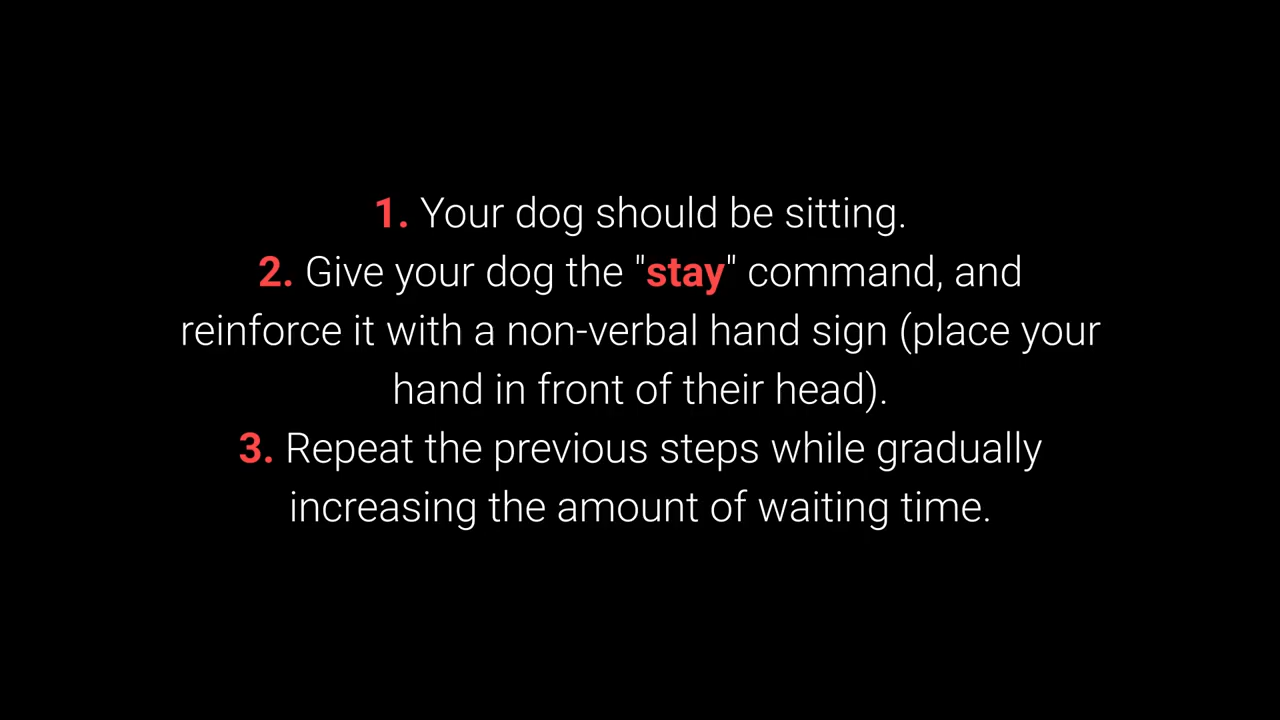 1. Your dog should be sitting.
2. Give your dog the "stay" command, and
reinforce it with a non-verbal hand sign (place your
hand in front of their head).
3. Repeat the previous steps while gradually
increasing the amount of waiting time.